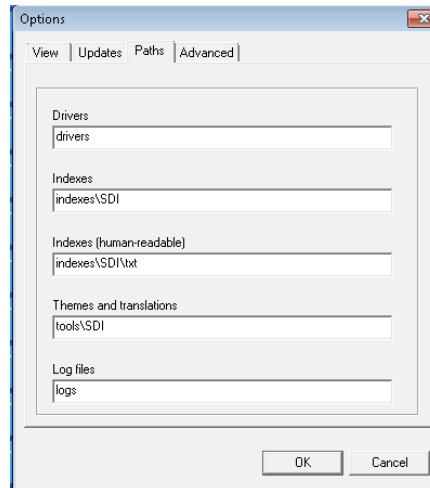 Options
View Updates Paths Advanced
Drivers
drivers
Indexes
indexes\SDI
Indexes (human-readable)
indexes\SDI\txt
Themes and translations
tools\SDI
Log files
logs
OK Cancel